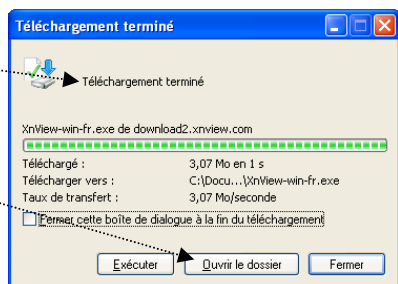 Téléchargement terminé
Téléchargement terminé
XnView-win-fr.exe de download2.xnview.com
Téléchargé : 3,07 Mo en 1 s
Télécharger vers : C:\Docu...\XnView-win-fr.exe
Taux de transfert : 3,07 Mo/seconde
Fermer cette boîte de dialogue à la fin du téléchargement
Exécuter Ouvrir le dossier Fermer